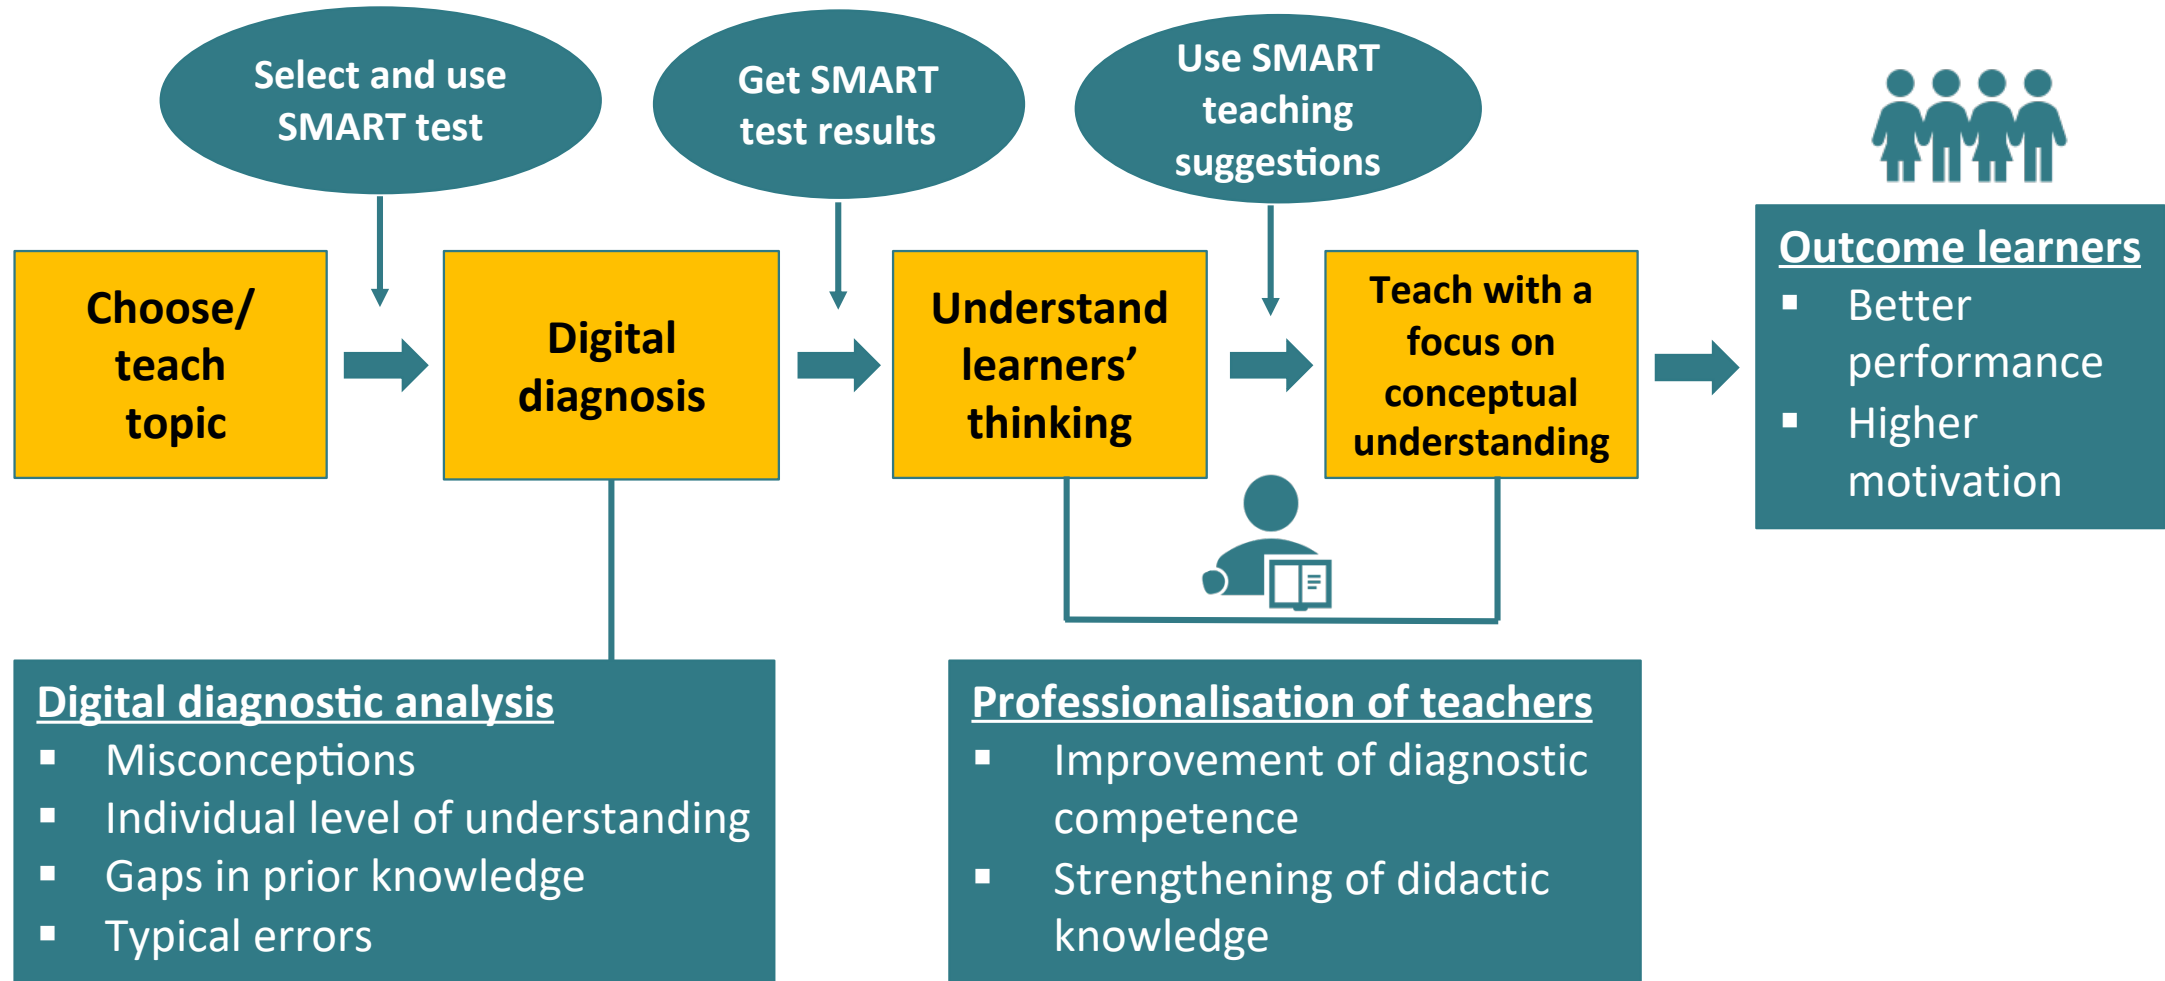 Select and use
SMART test
Get SMART
test results
Use SMART
teaching
suggestions
Choose/
teach
topic
Digital
diagnosis
Understand
learners’
thinking
Teach with a
focus on
conceptual
understanding
Outcome learners
▪ Better
performance
▪ Higher
motivation
Digital diagnostic analysis
▪ Misconceptions
▪ Individual level of understanding
▪ Gaps in prior knowledge
▪ Typical errors
Professionalisation of teachers
▪ Improvement of diagnostic
competence
▪ Strengthening of didactic
knowledge